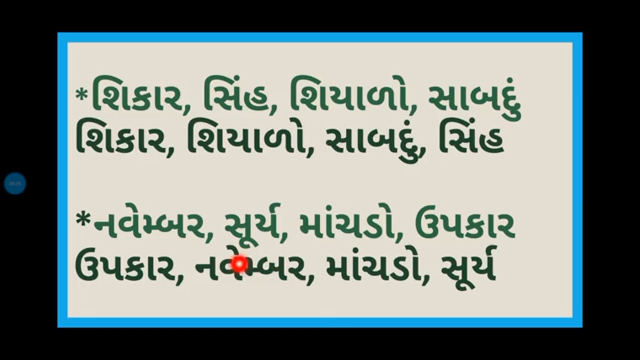 *શિકાર, સિંહ, શિયાળો, સાબદું
શિકાર, શિયાળો, સાબદું, સિંહ
*નવેમ્બર, સૂર્ય, માંચડો, ઉપકાર
ઉપકાર, નવેમ્બર, માંચડો, સૂર્ય